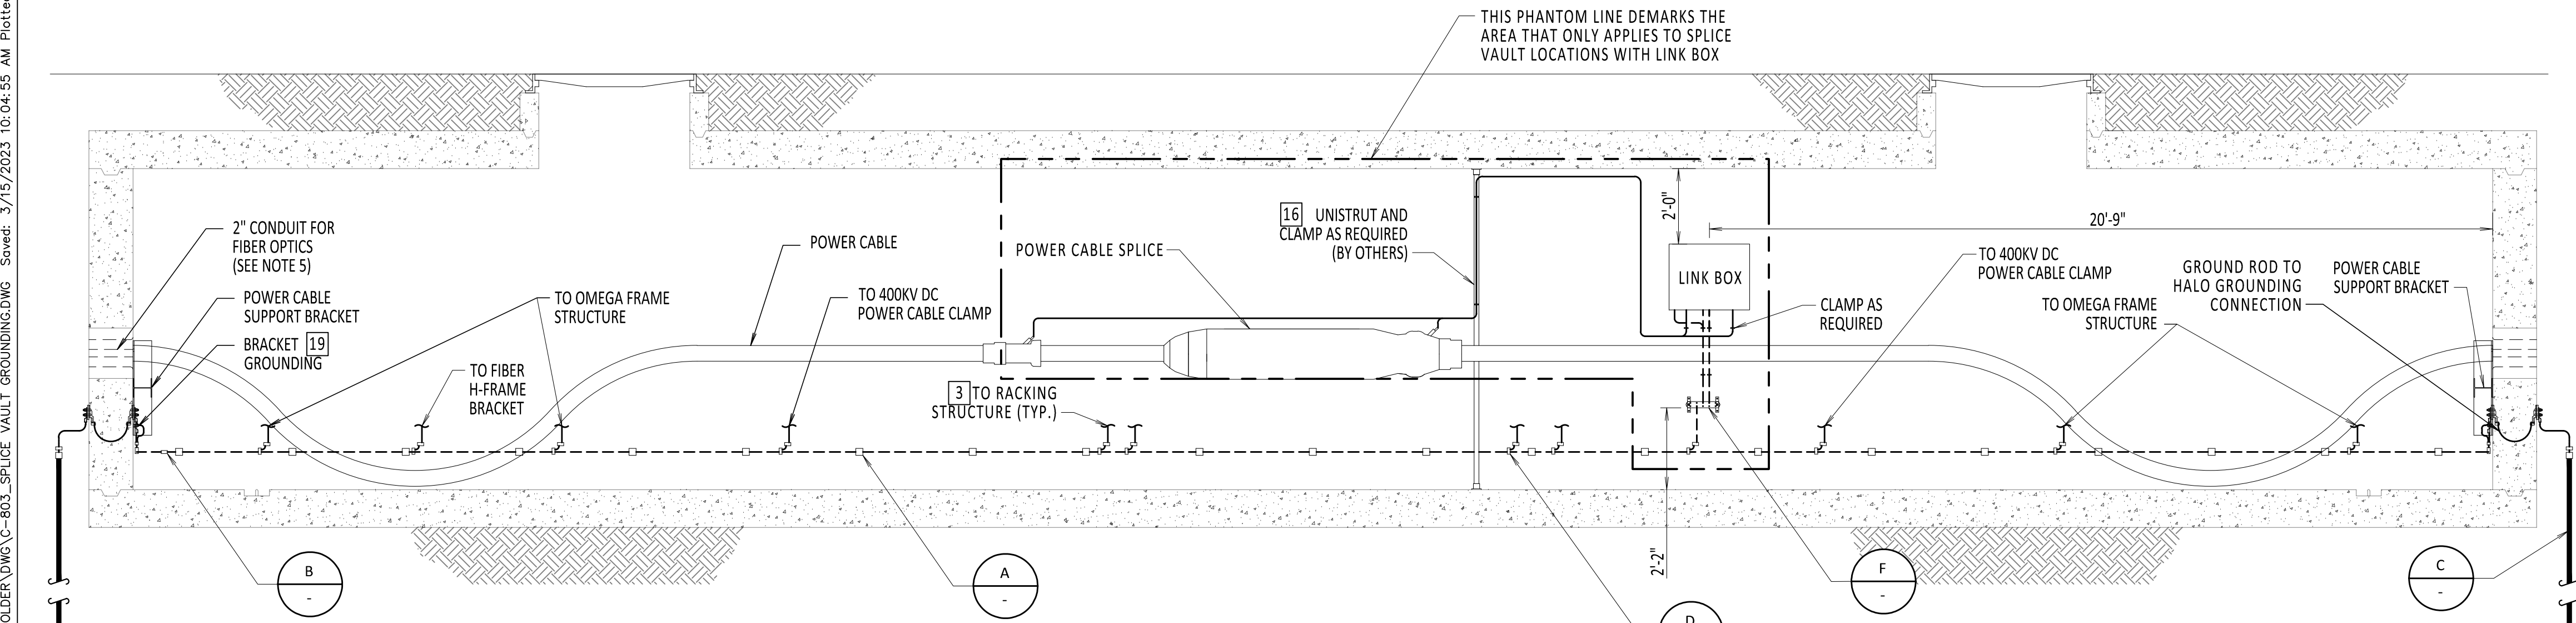 OLDER\DWG\C-803_SPLICE VAULT GROUNDING.DWG Saved: 3/15/2023 10:04:55 AM Plotted
THIS PHANTOM LINE DEMARKS THE
AREA THAT ONLY APPLIES TO SPLICE
VAULT LOCATIONS WITH LINK BOX
2" CONDUIT FOR
FIBER OPTICS
(SEE NOTE 5)
POWER CABLE
SUPPORT BRACKET
BRACKET 19
GROUNDING
TO OMEGA FRAME
STRUCTURE
TO FIBER
H-FRAME
BRACKET
POWER CABLE
TO 400KV DC
POWER CABLE CLAMP
POWER CABLE SPLICE
3 TO RACKING
STRUCTURE (TYP.)
16 UNISTRUT AND
CLAMP AS REQUIRED
(BY OTHERS)
2'-0"
LINK BOX
20'-9"
CLAMP AS
REQUIRED
TO 400KV DC
POWER CABLE CLAMP
TO OMEGA FRAME
STRUCTURE
GROUND ROD TO
HALO GROUNDING
CONNECTION
POWER CABLE
SUPPORT BRACKET
2'-2"
B
-
A
-
D
F
-
C
-